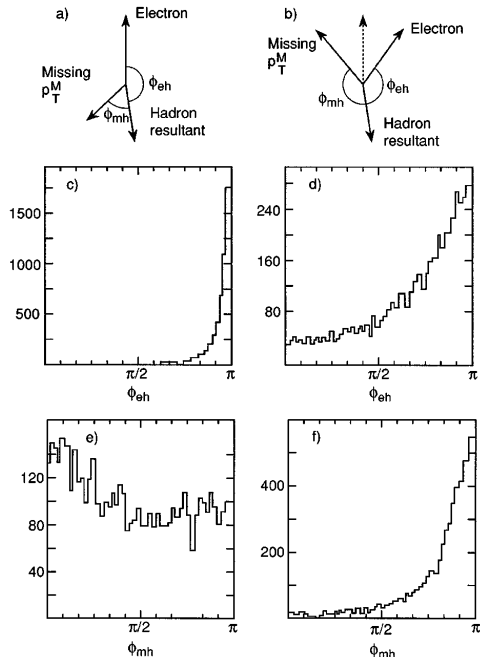 a)
Electron
Missing
p_T^M
ϕ_eh
ϕ_mh
Hadron
resultant
b)
Electron
Missing
p_T^M
ϕ_mh
ϕ_eh
Hadron
resultant
c)
1500
1000
500
π/2
π
ϕ_eh
d)
240
160
80
π/2
π
ϕ_eh
e)
120
80
40
π/2
π
ϕ_mh
f)
400
200
π/2
π
ϕ_mh